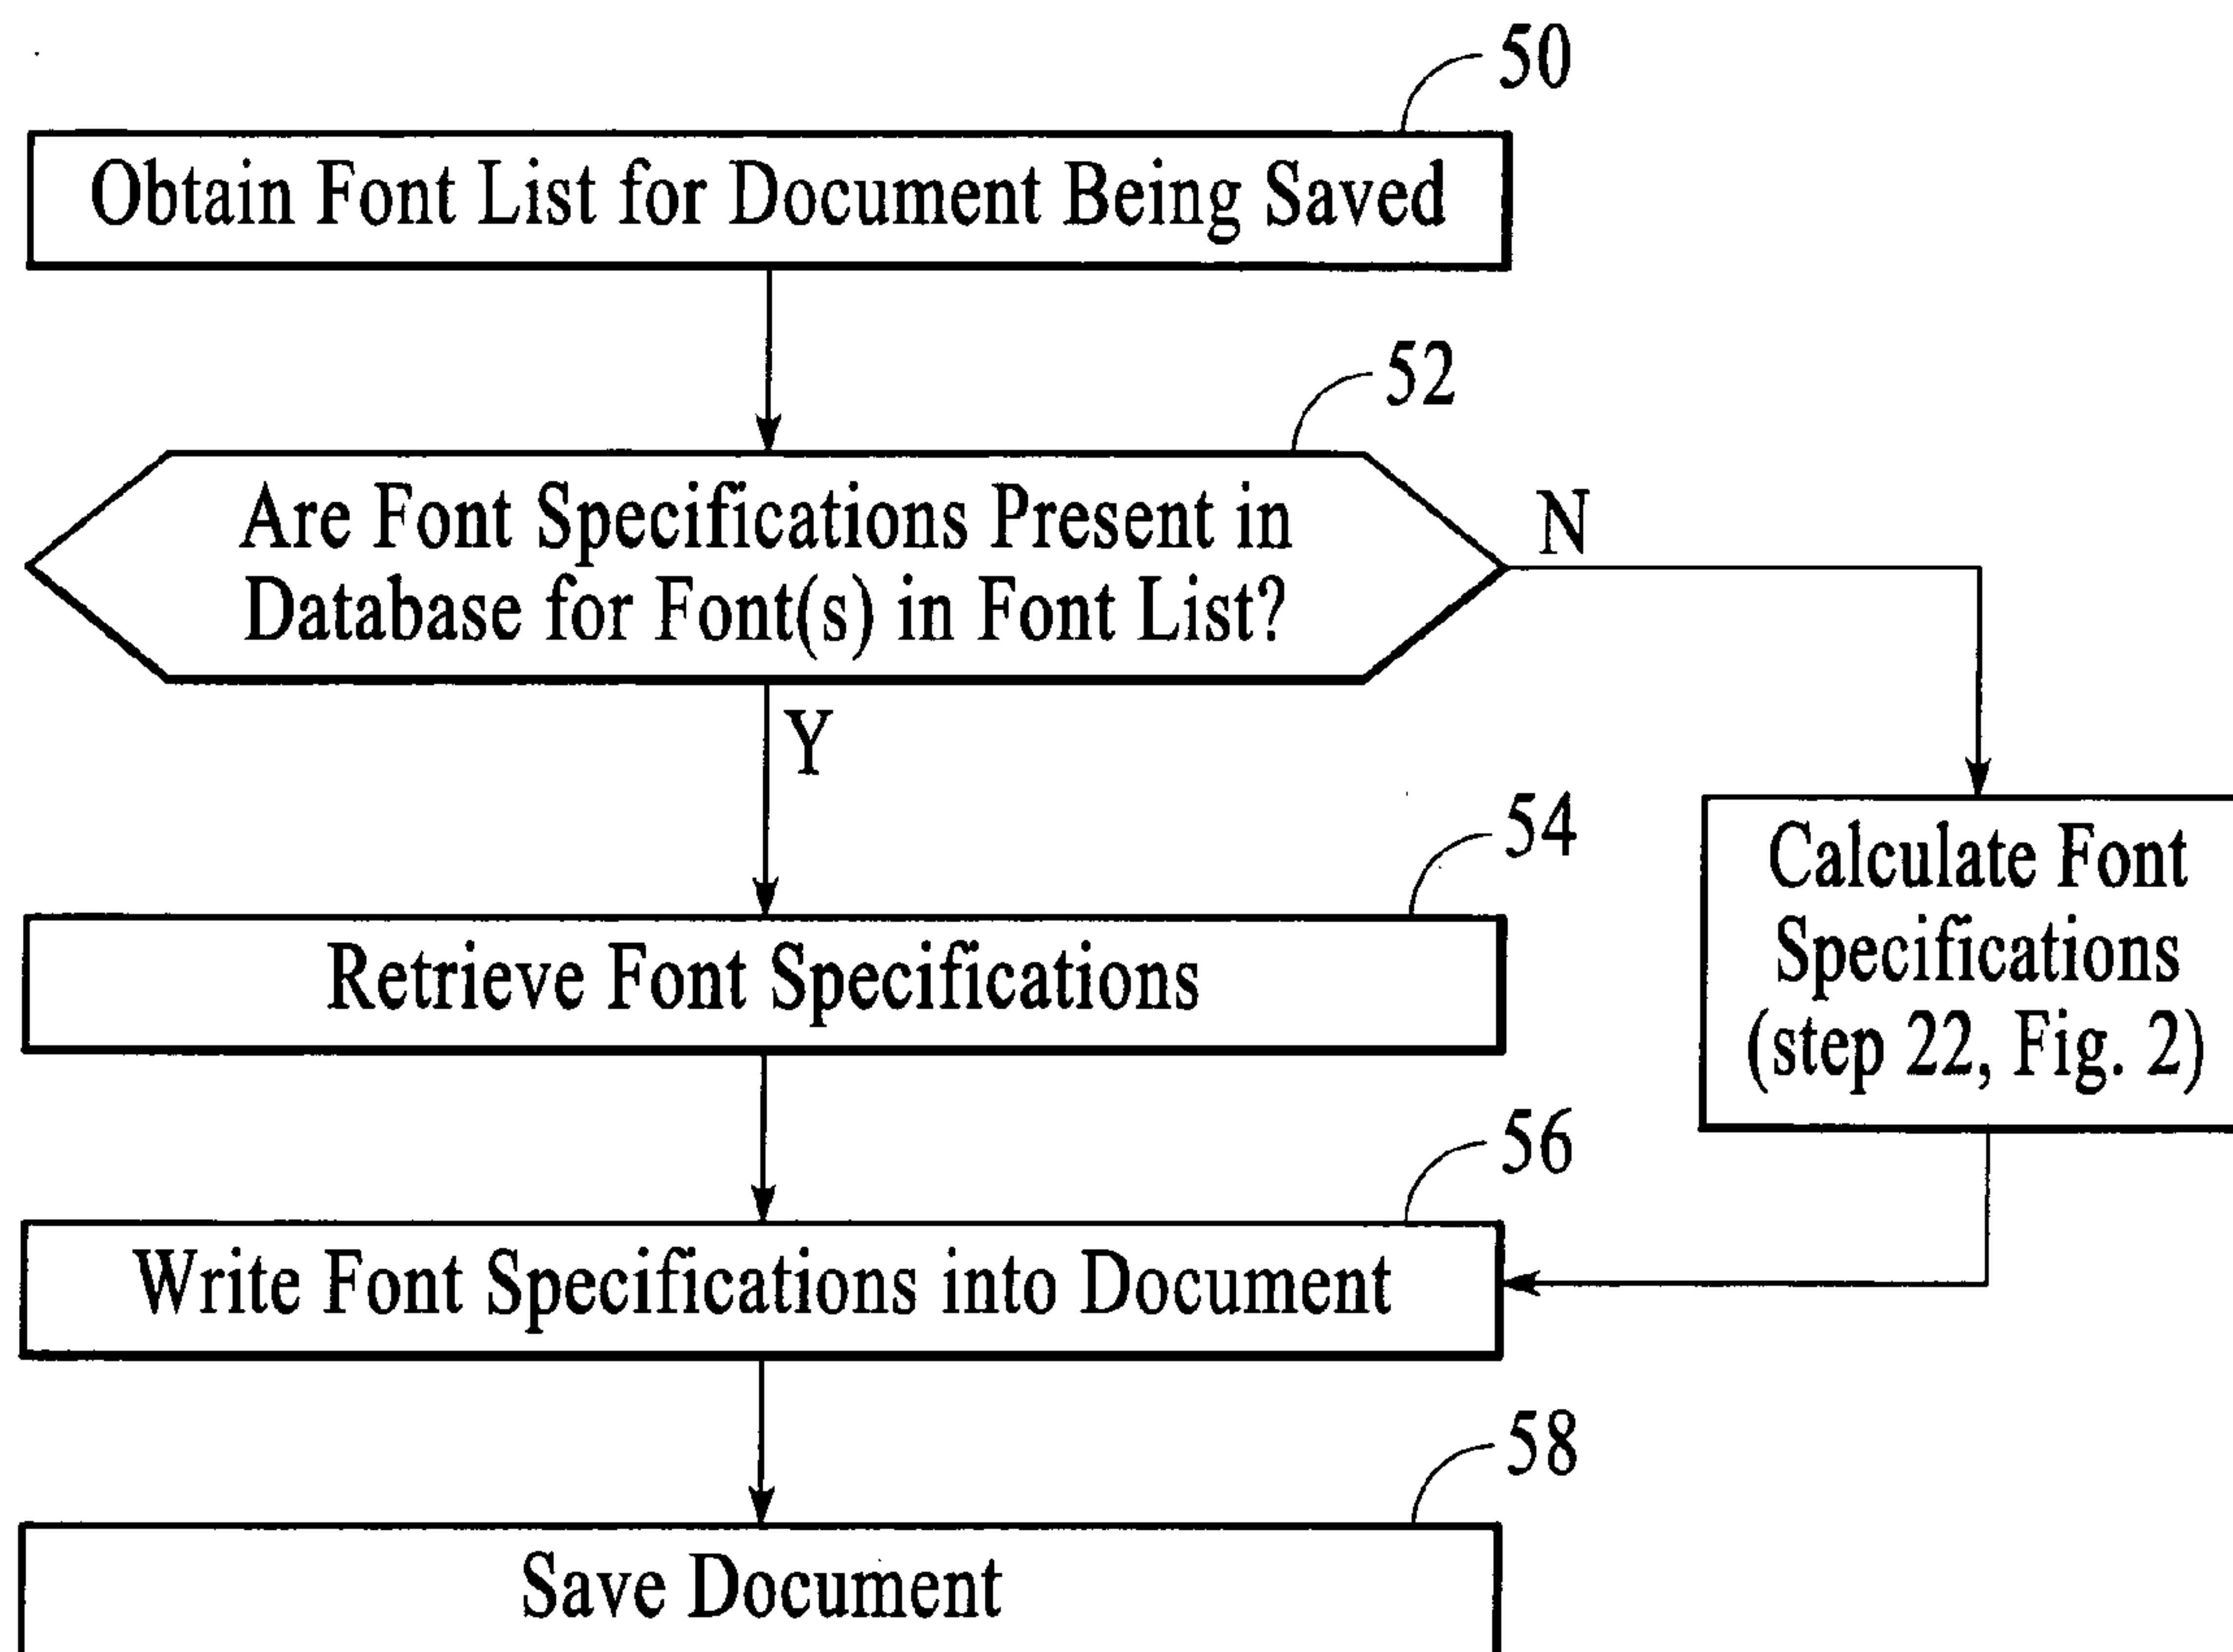 50
Obtain Font List for Document Being Saved
52
Are Font Specifications Present in
Database for Font(s) in Font List?
N
Y
54
Retrieve Font Specifications
Calculate Font
Specifications
(step 22, Fig. 2)
56
Write Font Specifications into Document
58
Save Document